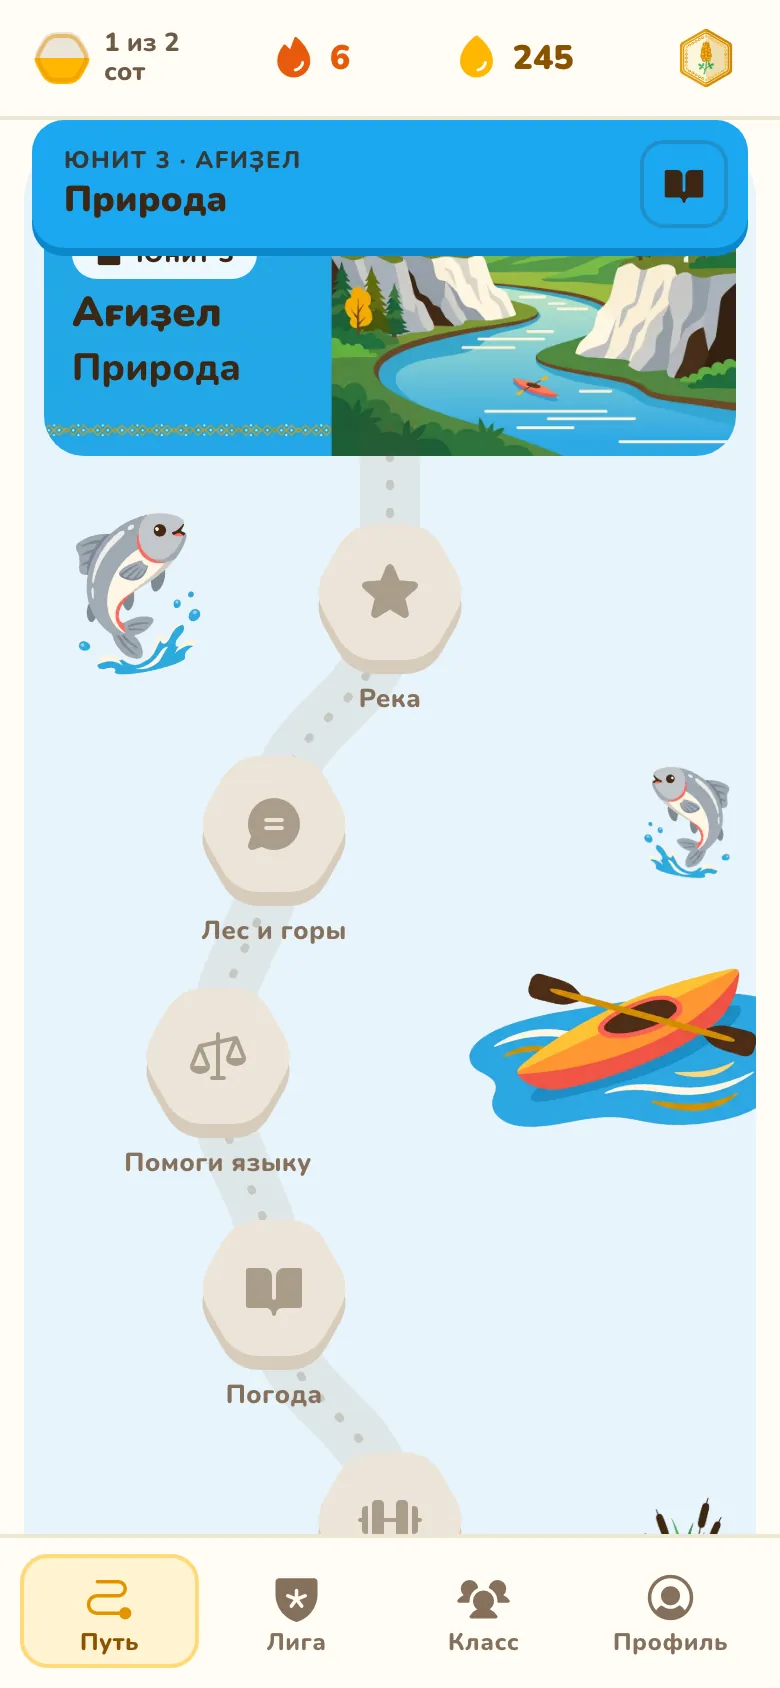 1 из 2
сот
6
245
ЮНИТ 3 · АҒИҘЕЛ
Природа
Ағиҙел
Природа
Река
Лес и горы
Помоги языку
Погода
Путь
Лига
Класс
Профиль